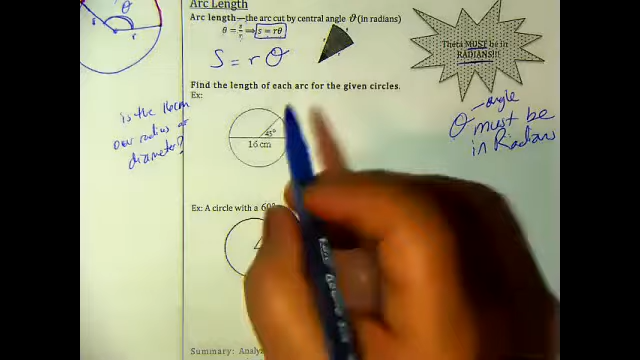 Arc Length
Arc length—the arc cut by central angle θ (in radians)
θ = s/r ⟹ s = rθ
S = r θ
Theta MUST be in
RADIANS!!!
θ - angle
must be
in Radians
Find the length of each arc for the given circles.
Ex:
is the 16cm
our radius or
diameter?
45°
16 cm
Ex: A circle with a 60°
Summary: Analy
θ
r